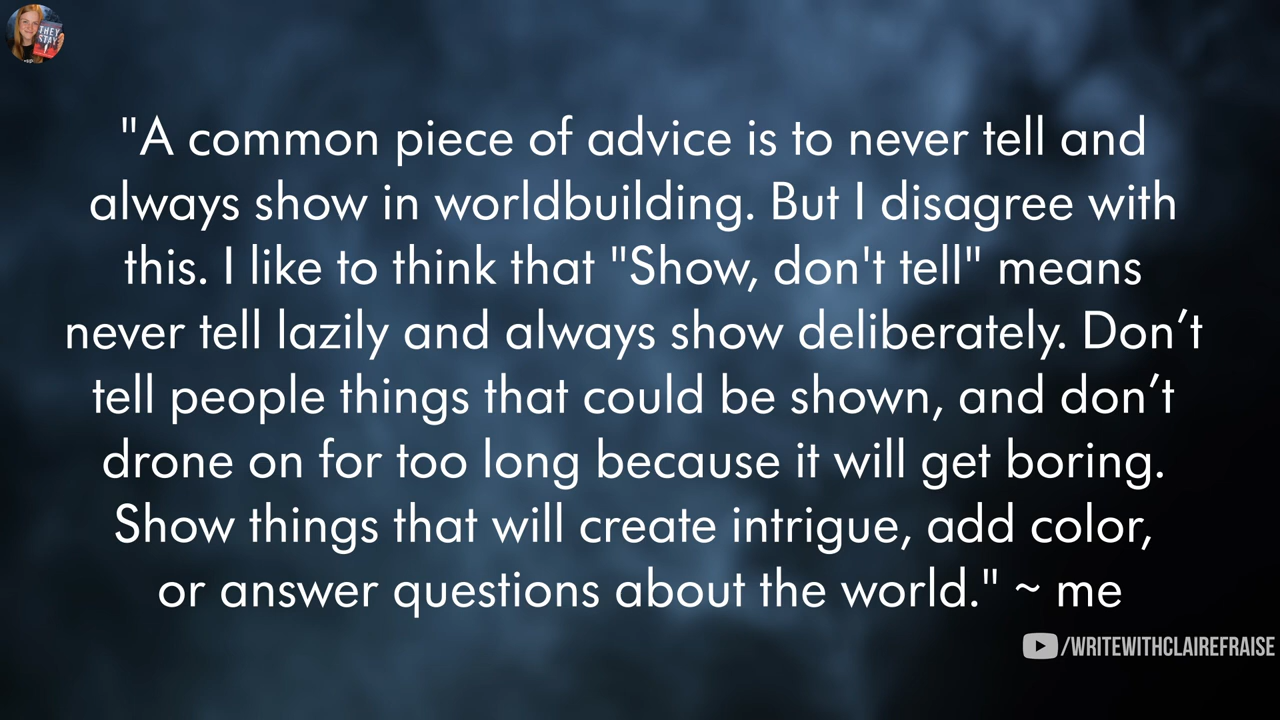 THEY
STAY
"A common piece of advice is to never tell and
always show in worldbuilding. But I disagree with
this. I like to think that "Show, don't tell" means
never tell lazily and always show deliberately. Don’t
tell people things that could be shown, and don’t
drone on for too long because it will get boring.
Show things that will create intrigue, add color,
or answer questions about the world." ~ me
/WRITEWITHCLAIREFRAISE